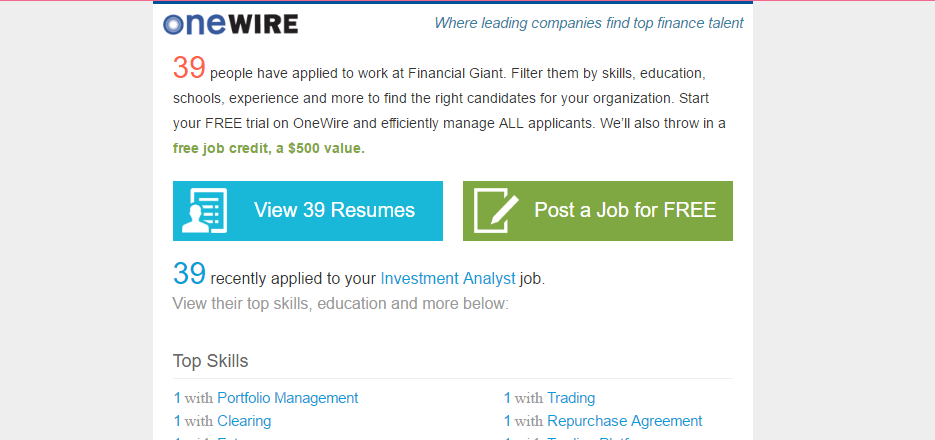 oneWIRE
Where leading companies find top finance talent
39 people have applied to work at Financial Giant. Filter them by skills, education,
schools, experience and more to find the right candidates for your organization. Start
your FREE trial on OneWire and efficiently manage ALL applicants. We'll also throw in a
free job credit, a $500 value.
View 39 Resumes
Post a Job for FREE
39 recently applied to your Investment Analyst job.
View their top skills, education and more below:
Top Skills
1 with Portfolio Management
1 with Trading
1 with Clearing
1 with Repurchase Agreement